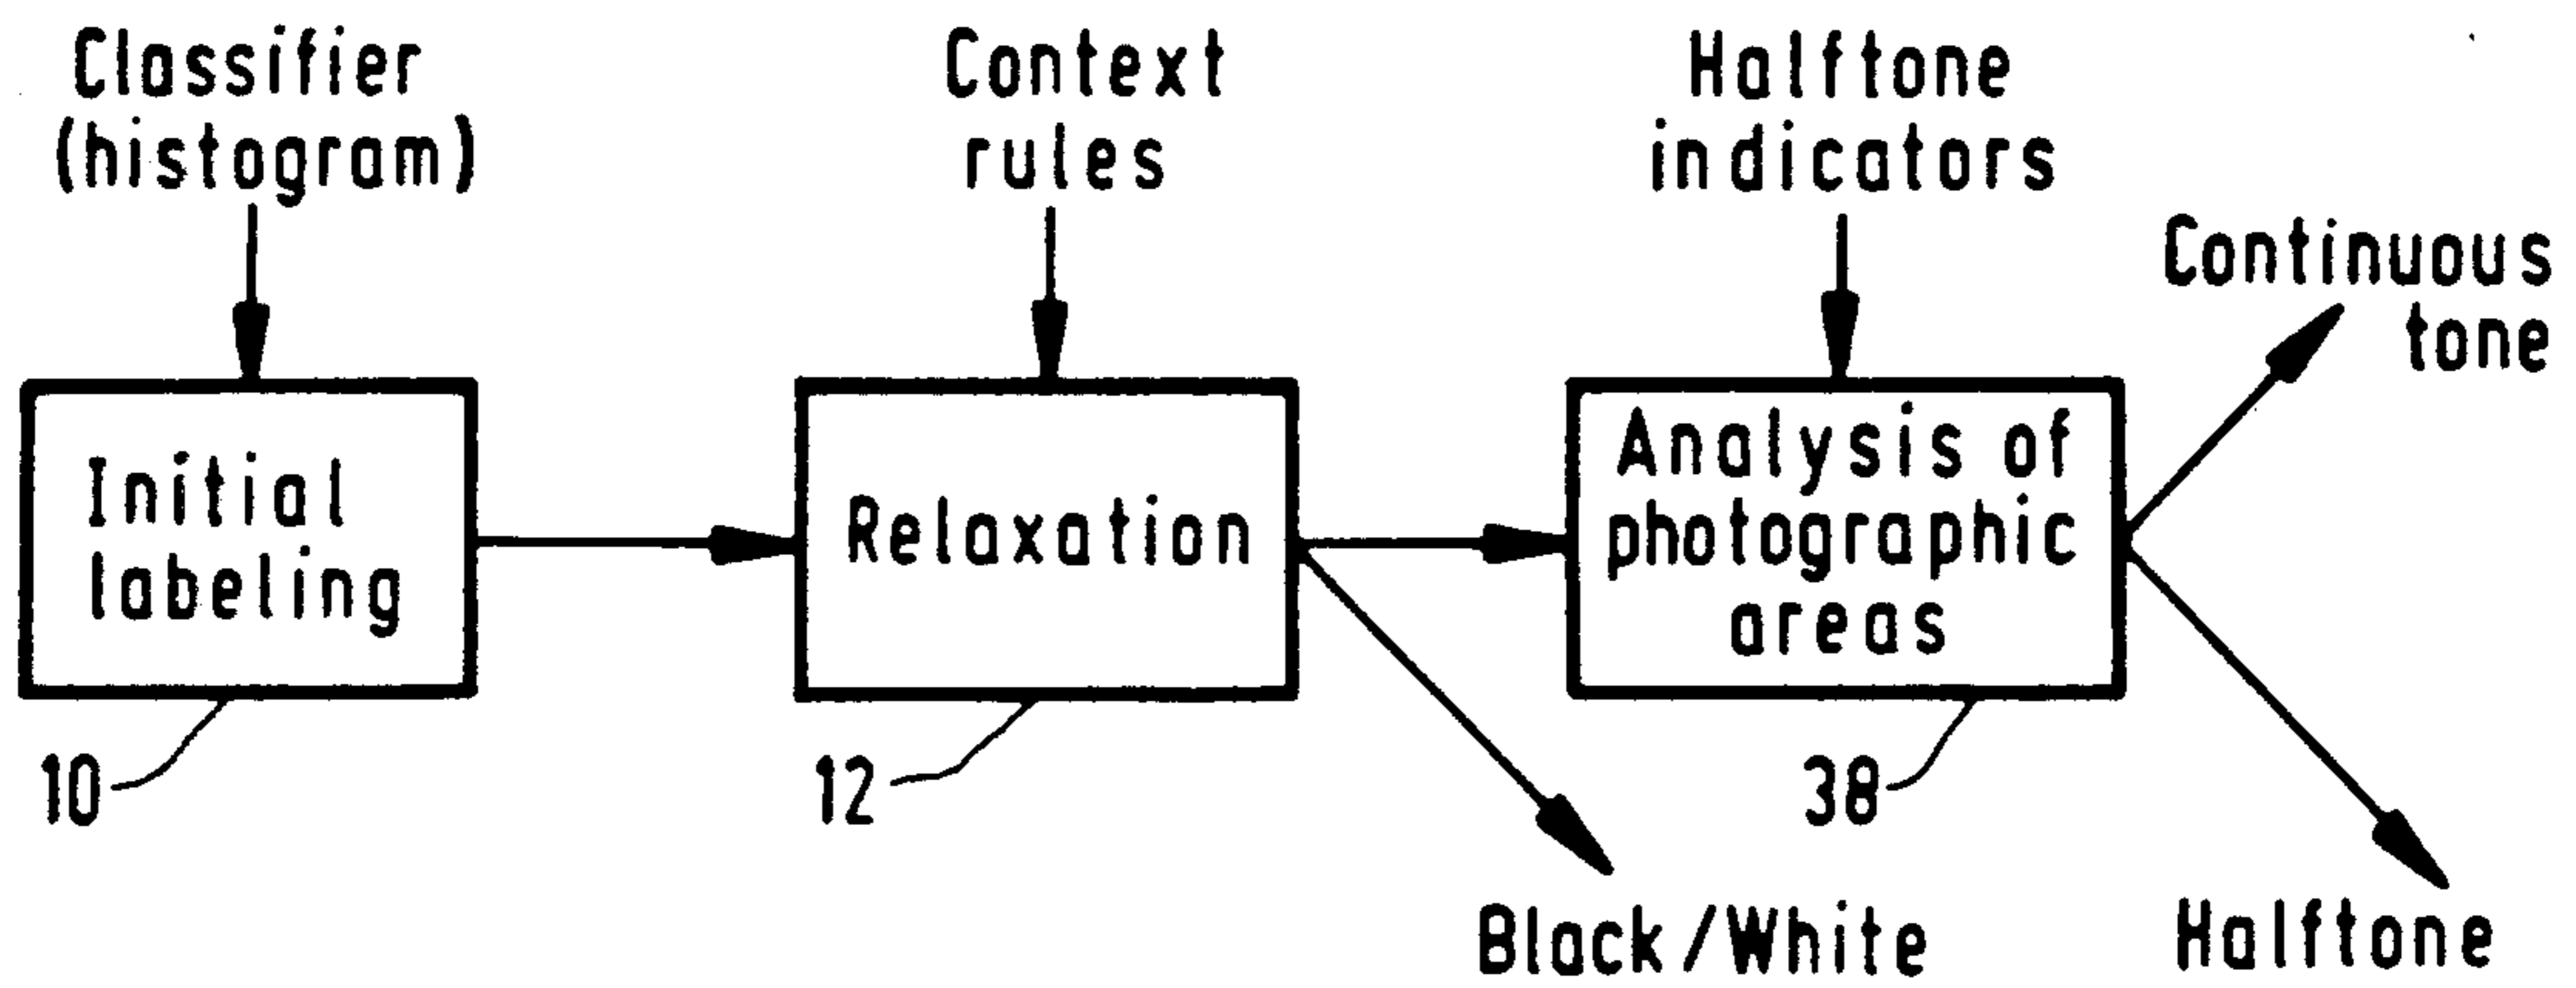 Classifier
(histogram)
Context
rules
Halftone
indicators
Continuous
tone
Initial
labeling
Relaxation
Analysis of
photographic
areas
10
12
38
Black/White
Halftone